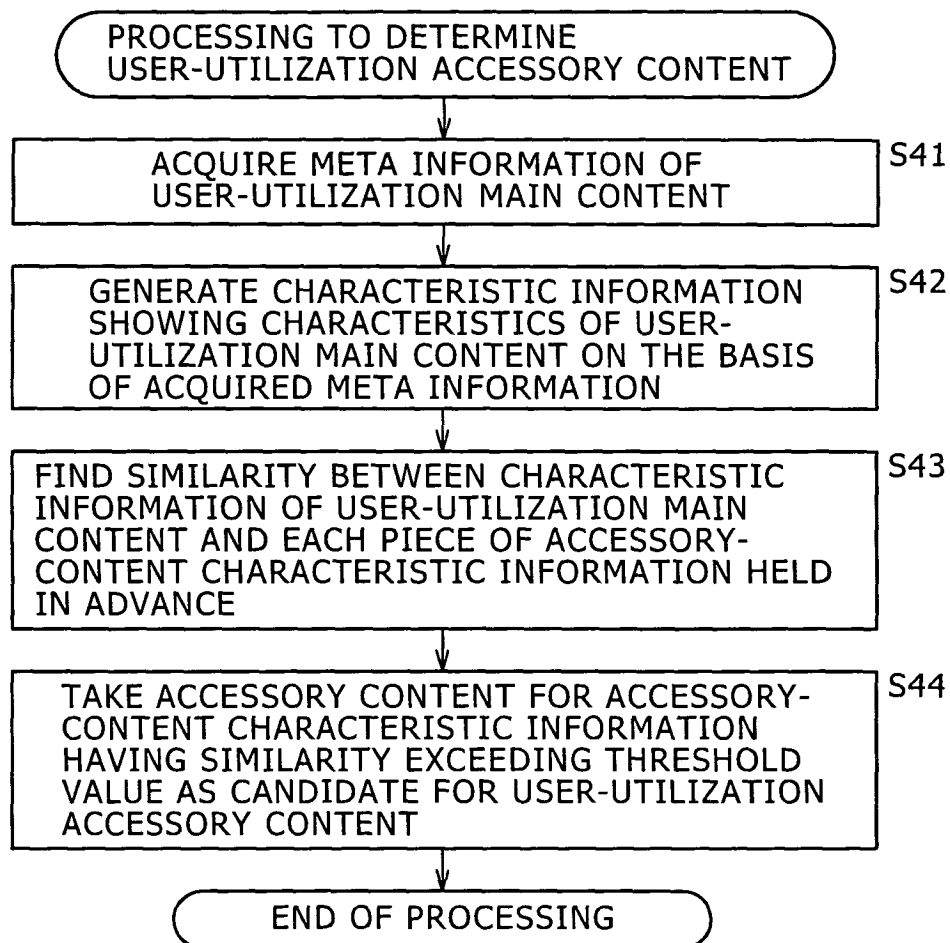 PROCESSING TO DETERMINE
USER-UTILIZATION ACCESSORY CONTENT
S41
ACQUIRE META INFORMATION OF
USER-UTILIZATION MAIN CONTENT
S42
GENERATE CHARACTERISTIC INFORMATION
SHOWING CHARACTERISTICS OF USER-
UTILIZATION MAIN CONTENT ON THE BASIS
OF ACQUIRED META INFORMATION
S43
FIND SIMILARITY BETWEEN CHARACTERISTIC
INFORMATION OF USER-UTILIZATION MAIN
CONTENT AND EACH PIECE OF ACCESSORY-
CONTENT CHARACTERISTIC INFORMATION HELD
IN ADVANCE
S44
TAKE ACCESSORY CONTENT FOR ACCESSORY-
CONTENT CHARACTERISTIC INFORMATION
HAVING SIMILARITY EXCEEDING THRESHOLD
VALUE AS CANDIDATE FOR USER-UTILIZATION
ACCESSORY CONTENT
END OF PROCESSING